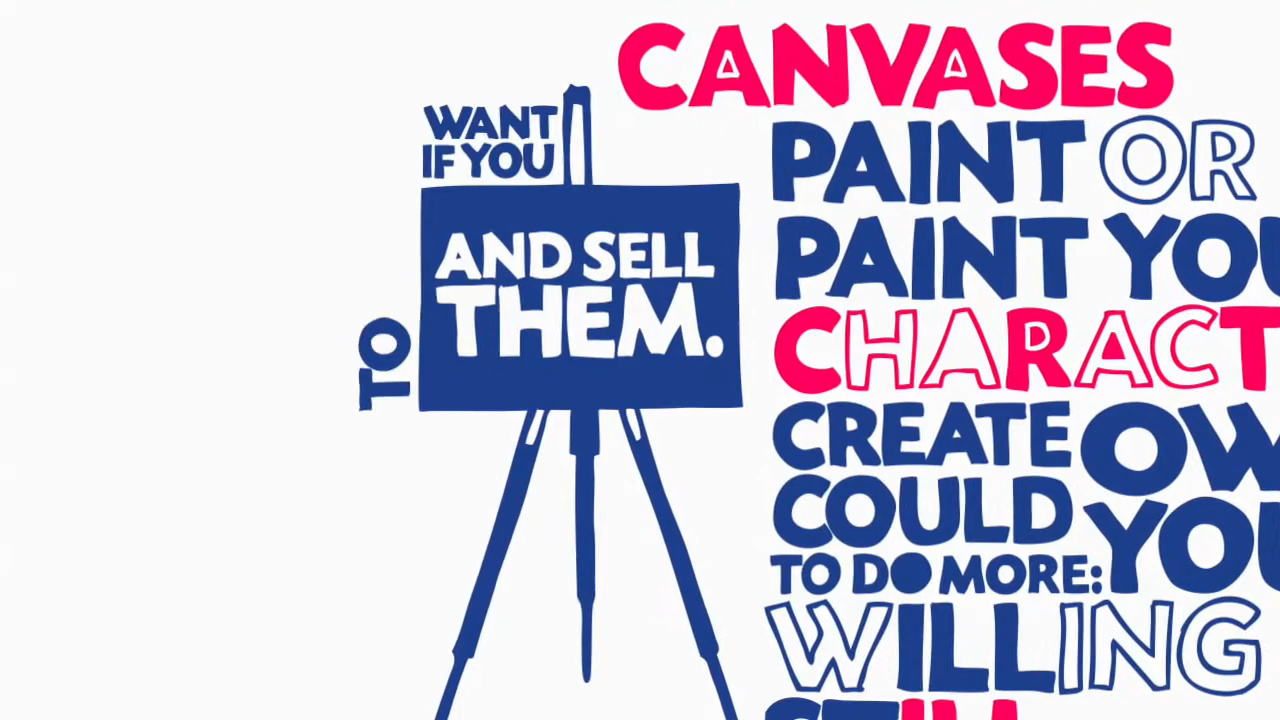 CANVASES
WANT
IF YOU
AND SELL
THEM.
TO
PAINT OR
PAINT YOU
CHARACT
CREATE OW
COULD
TO DO MORE: YOU
WILLING